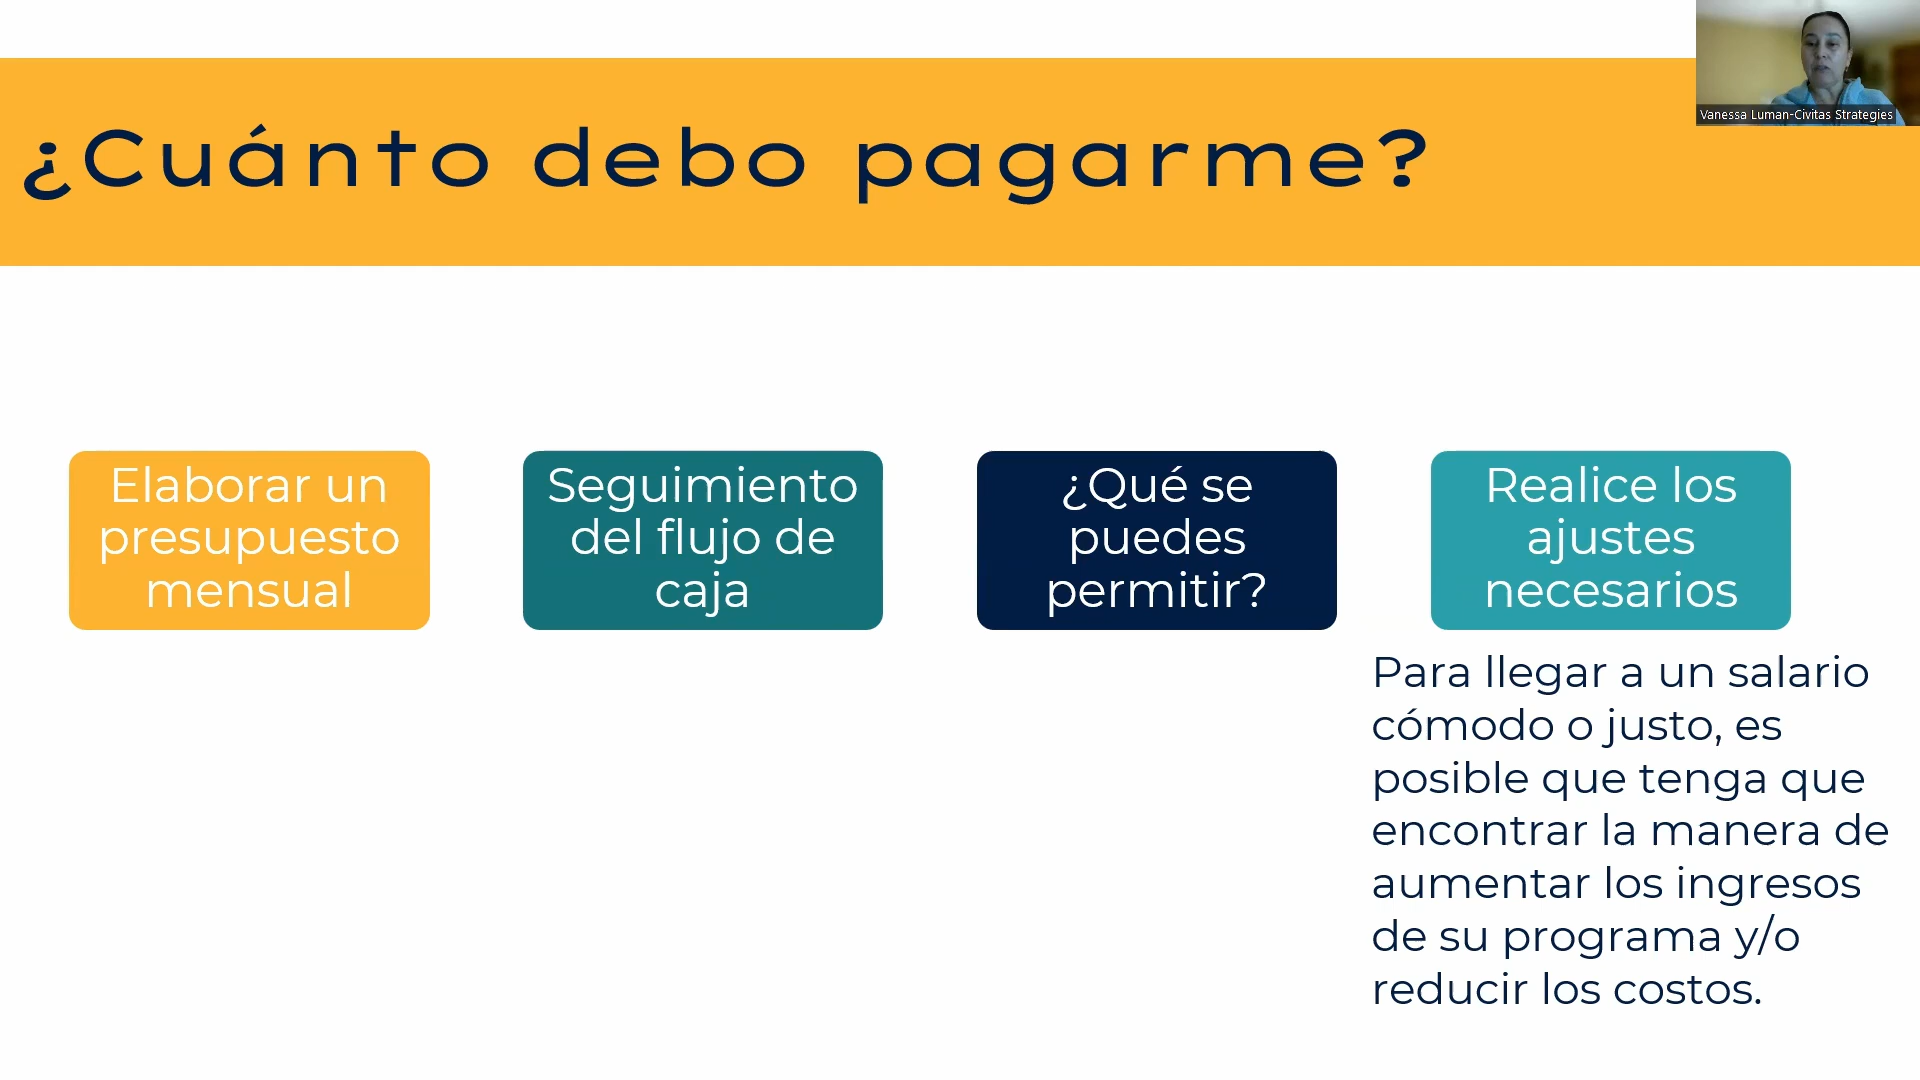 Vanessa Luman-Civitas Strategies
¿Cuánto debo pagarme?
Elaborar un
presupuesto
mensual
Seguimiento
del flujo de
caja
¿Qué se
puedes
permitir?
Realice los
ajustes
necesarios
Para llegar a un salario
cómodo o justo, es
posible que tenga que
encontrar la manera de
aumentar los ingresos
de su programa y/o
reducir los costos.